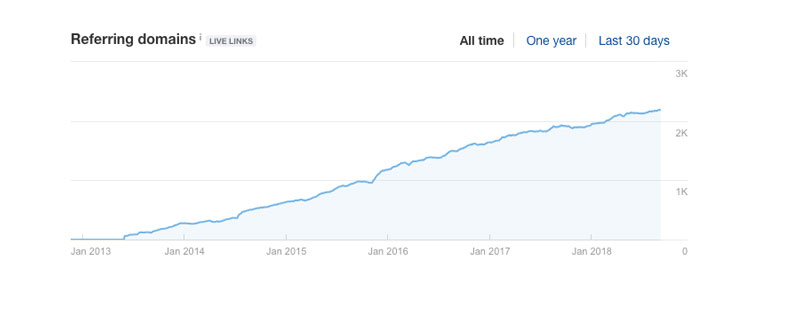 Referring domains i LIVE LINKS All time One year Last 30 days
3K
2K
1K
Jan 2013 Jan 2014 Jan 2015 Jan 2016 Jan 2017 Jan 2018 0